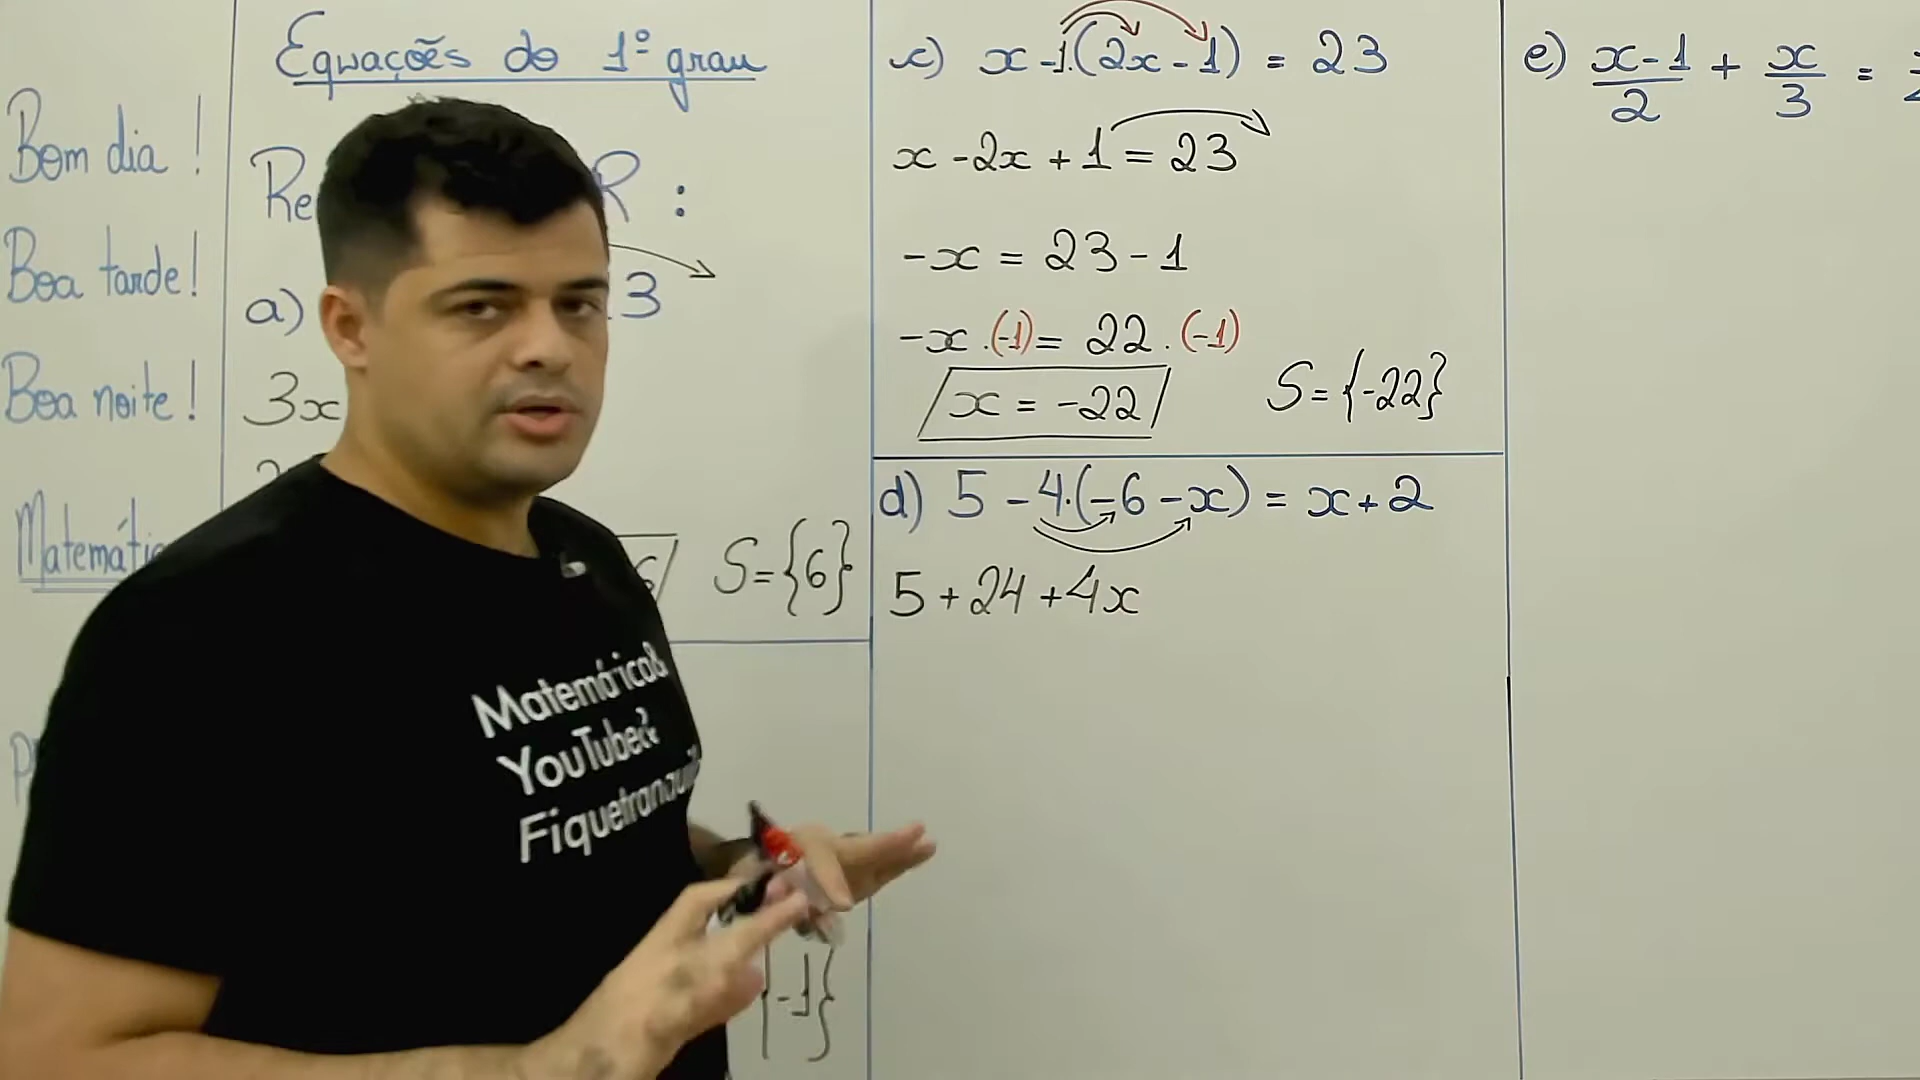 Bom dia !
Boa tarde!
Boa noite!
Equações do 1º grau
R :
a) 3
3x
S={6}
{-1}
c) x-1.(2x-1) = 23
x -2x + 1 = 23
-x = 23 - 1
-x .(-1) = 22 . (-1)
x = -22 S={-22}
d) 5 - 4.(-6 -x) = x+2
5 + 24 + 4x
e) x-1/2 + x/3 =
Matemática&
YouTube&